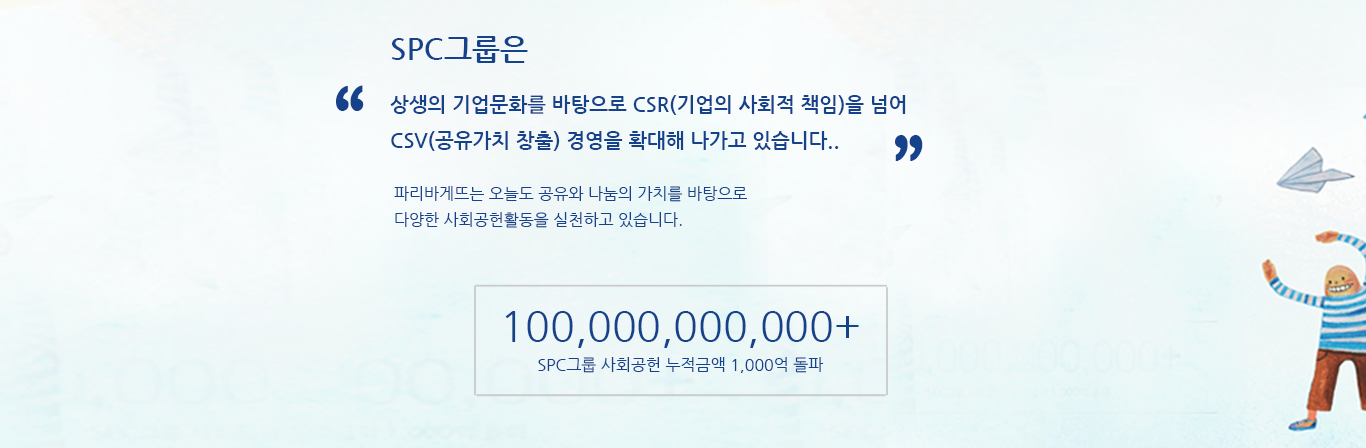 SPC그룹은
“ 상생의 기업문화를 바탕으로 CSR(기업의 사회적 책임)을 넘어
CSV(공유가치 창출) 경영을 확대해 나가고 있습니다.. ”
파리바게뜨는 오늘도 공유와 나눔의 가치를 바탕으로
다양한 사회공헌활동을 실천하고 있습니다.
100,000,000,000+
SPC그룹 사회공헌 누적금액 1,000억 돌파